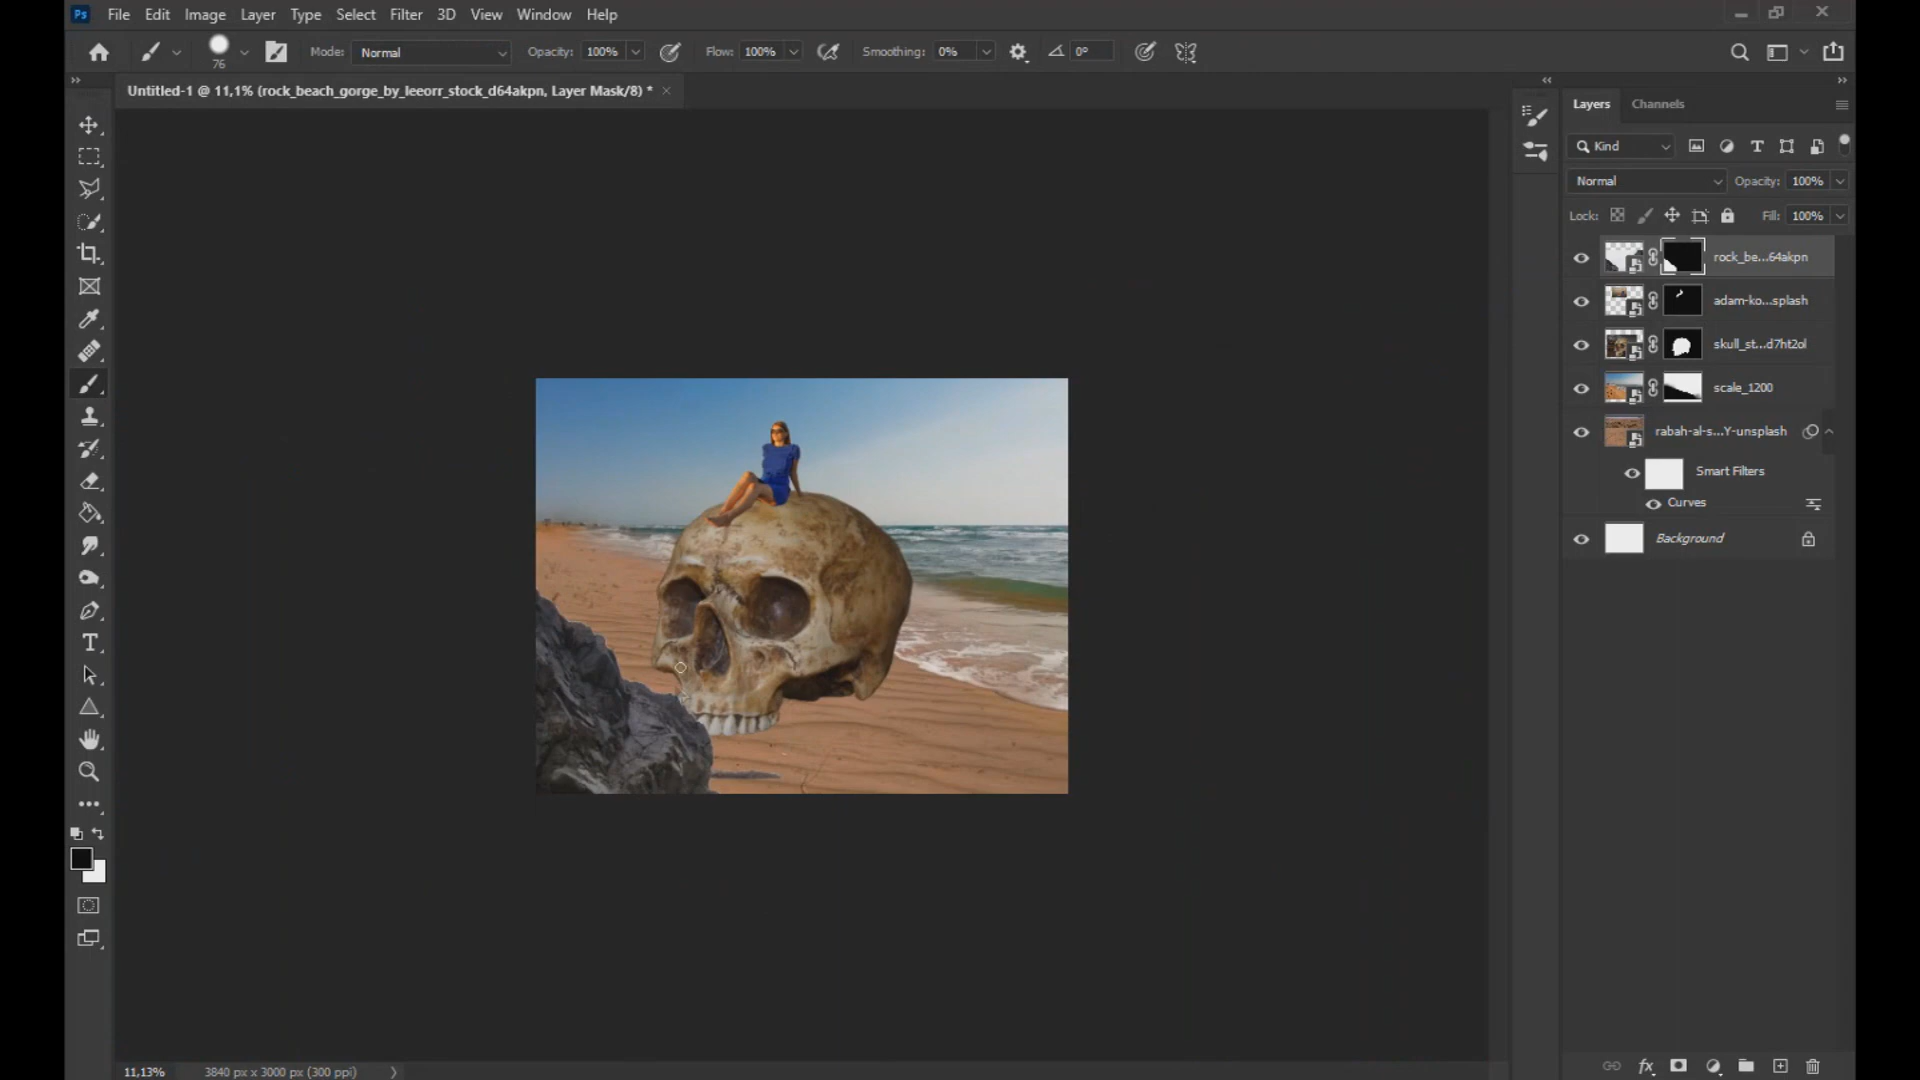 Ps File Edit Image Layer Type Select Filter 3D View Window Help
76 Mode: Normal Opacity: 100% Flow: 100% Smoothing: 0% 0°
Untitled-1 @ 11,1% (rock_beach_gorge_by_leeorr_stock_d64akpn, Layer Mask/8) *
Layers Channels
Kind
Normal Opacity: 100%
Lock: Fill: 100%
rock_be...64akpn
adam-ko...splash
skull_st...d7ht2ol
scale_1200
rabah-al-s...Y-unsplash
Smart Filters
Curves
Background
11,13% 3840 px x 3000 px (300 ppi)